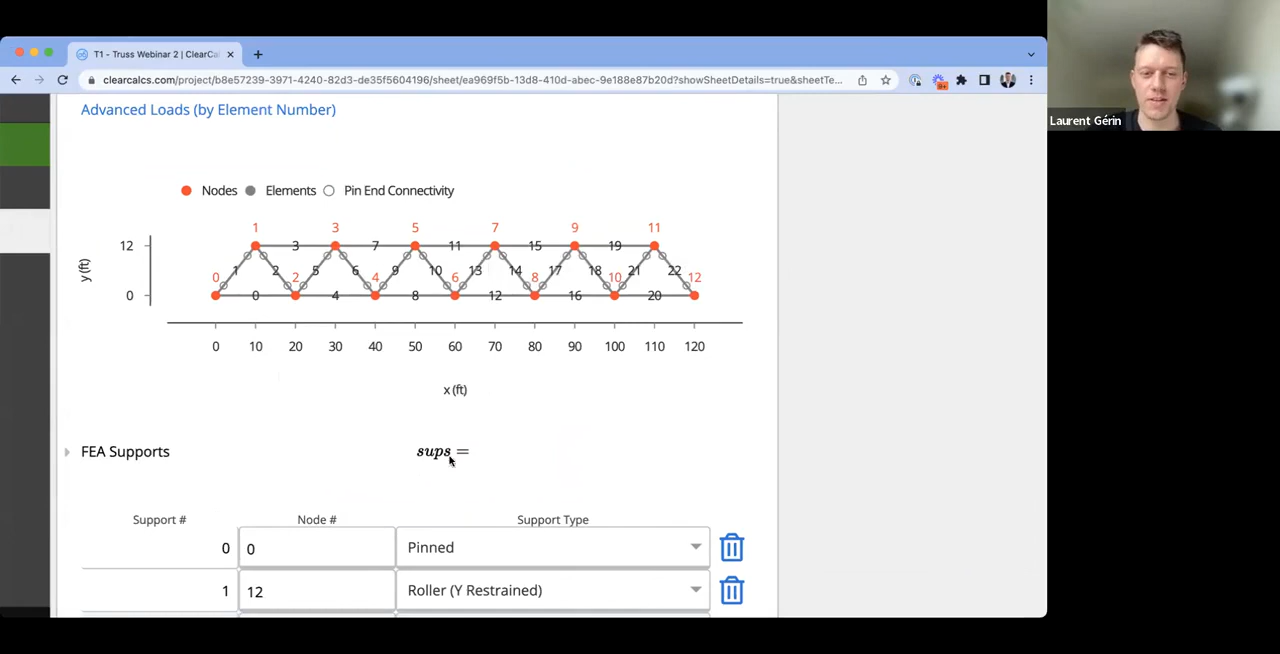 T1 - Truss Webinar 2 | ClearCa
clearcalcs.com/project/b8e57239-3971-4240-82d3-de35f5604196/sheet/ea969f5b-13d8-410d-abec-9e188e87b20d?showSheetDetails=true&sheetTe...
9+
Laurent Gérin
Advanced Loads (by Element Number)
Nodes Elements Pin End Connectivity
1 3 5 7 9 11
12 3 7 11 15 19
y (ft)
0 1 2 2 5 6 4 9 10 6 13 14 8 17 18 10 21 22 12
0 0 4 8 12 16 20
0 10 20 30 40 50 60 70 80 90 100 110 120
x (ft)
FEA Supports sups =
Support # Node # Support Type
0 0 Pinned
1 12 Roller (Y Restrained)